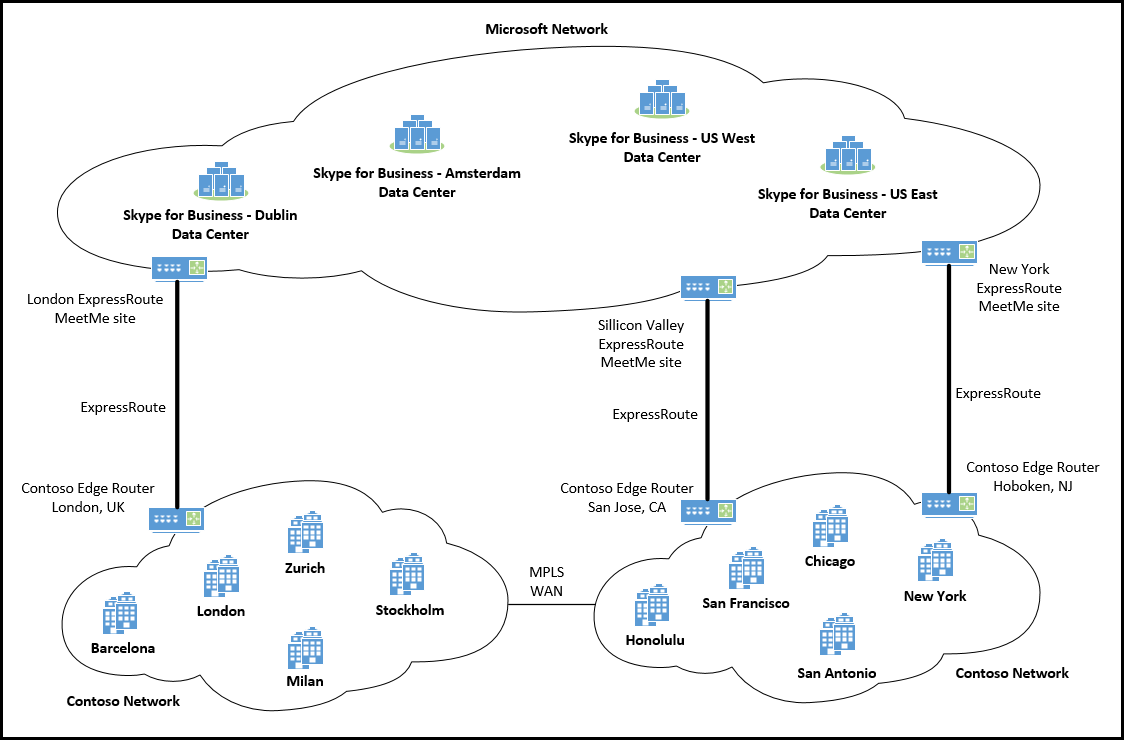 Microsoft Network
Skype for Business - US West
Data Center
Skype for Business - Amsterdam
Data Center
Skype for Business - US East
Data Center
Skype for Business - Dublin
Data Center
London ExpressRoute
MeetMe site
Sillicon Valley
ExpressRoute
MeetMe site
New York
ExpressRoute
MeetMe site
ExpressRoute
ExpressRoute
ExpressRoute
Contoso Edge Router
London, UK
Contoso Edge Router
San Jose, CA
Contoso Edge Router
Hoboken, NJ
Zurich
London
Stockholm
Barcelona
Milan
Contoso Network
MPLS
WAN
Chicago
San Francisco
New York
Honolulu
San Antonio
Contoso Network